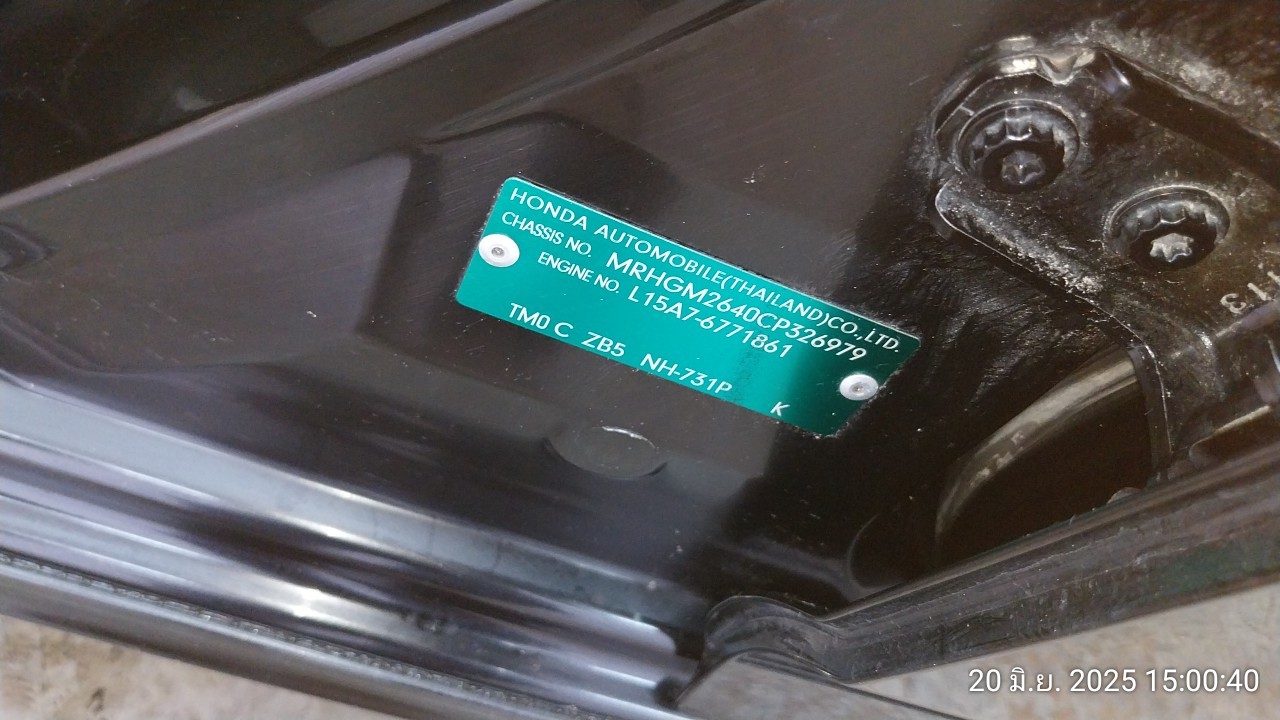 HONDA AUTOMOBILE(THAILAND)CO.,LTD.
CHASSIS NO. MRHGM2640CP326979
ENGINE NO. L15A7-6771861
TM0 C ZB5 NH-731P K
20 มิ.ย. 2025 15:00:40